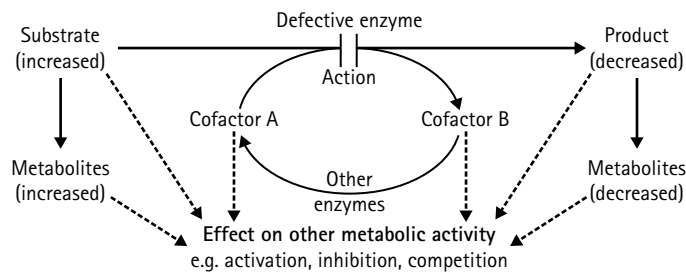 Defective enzyme
Substrate
(increased)
Product
(decreased)
Action
Cofactor A
Cofactor B
Metabolites
(increased)
Other
enzymes
Metabolites
(decreased)
Effect on other metabolic activity
e.g. activation, inhibition, competition